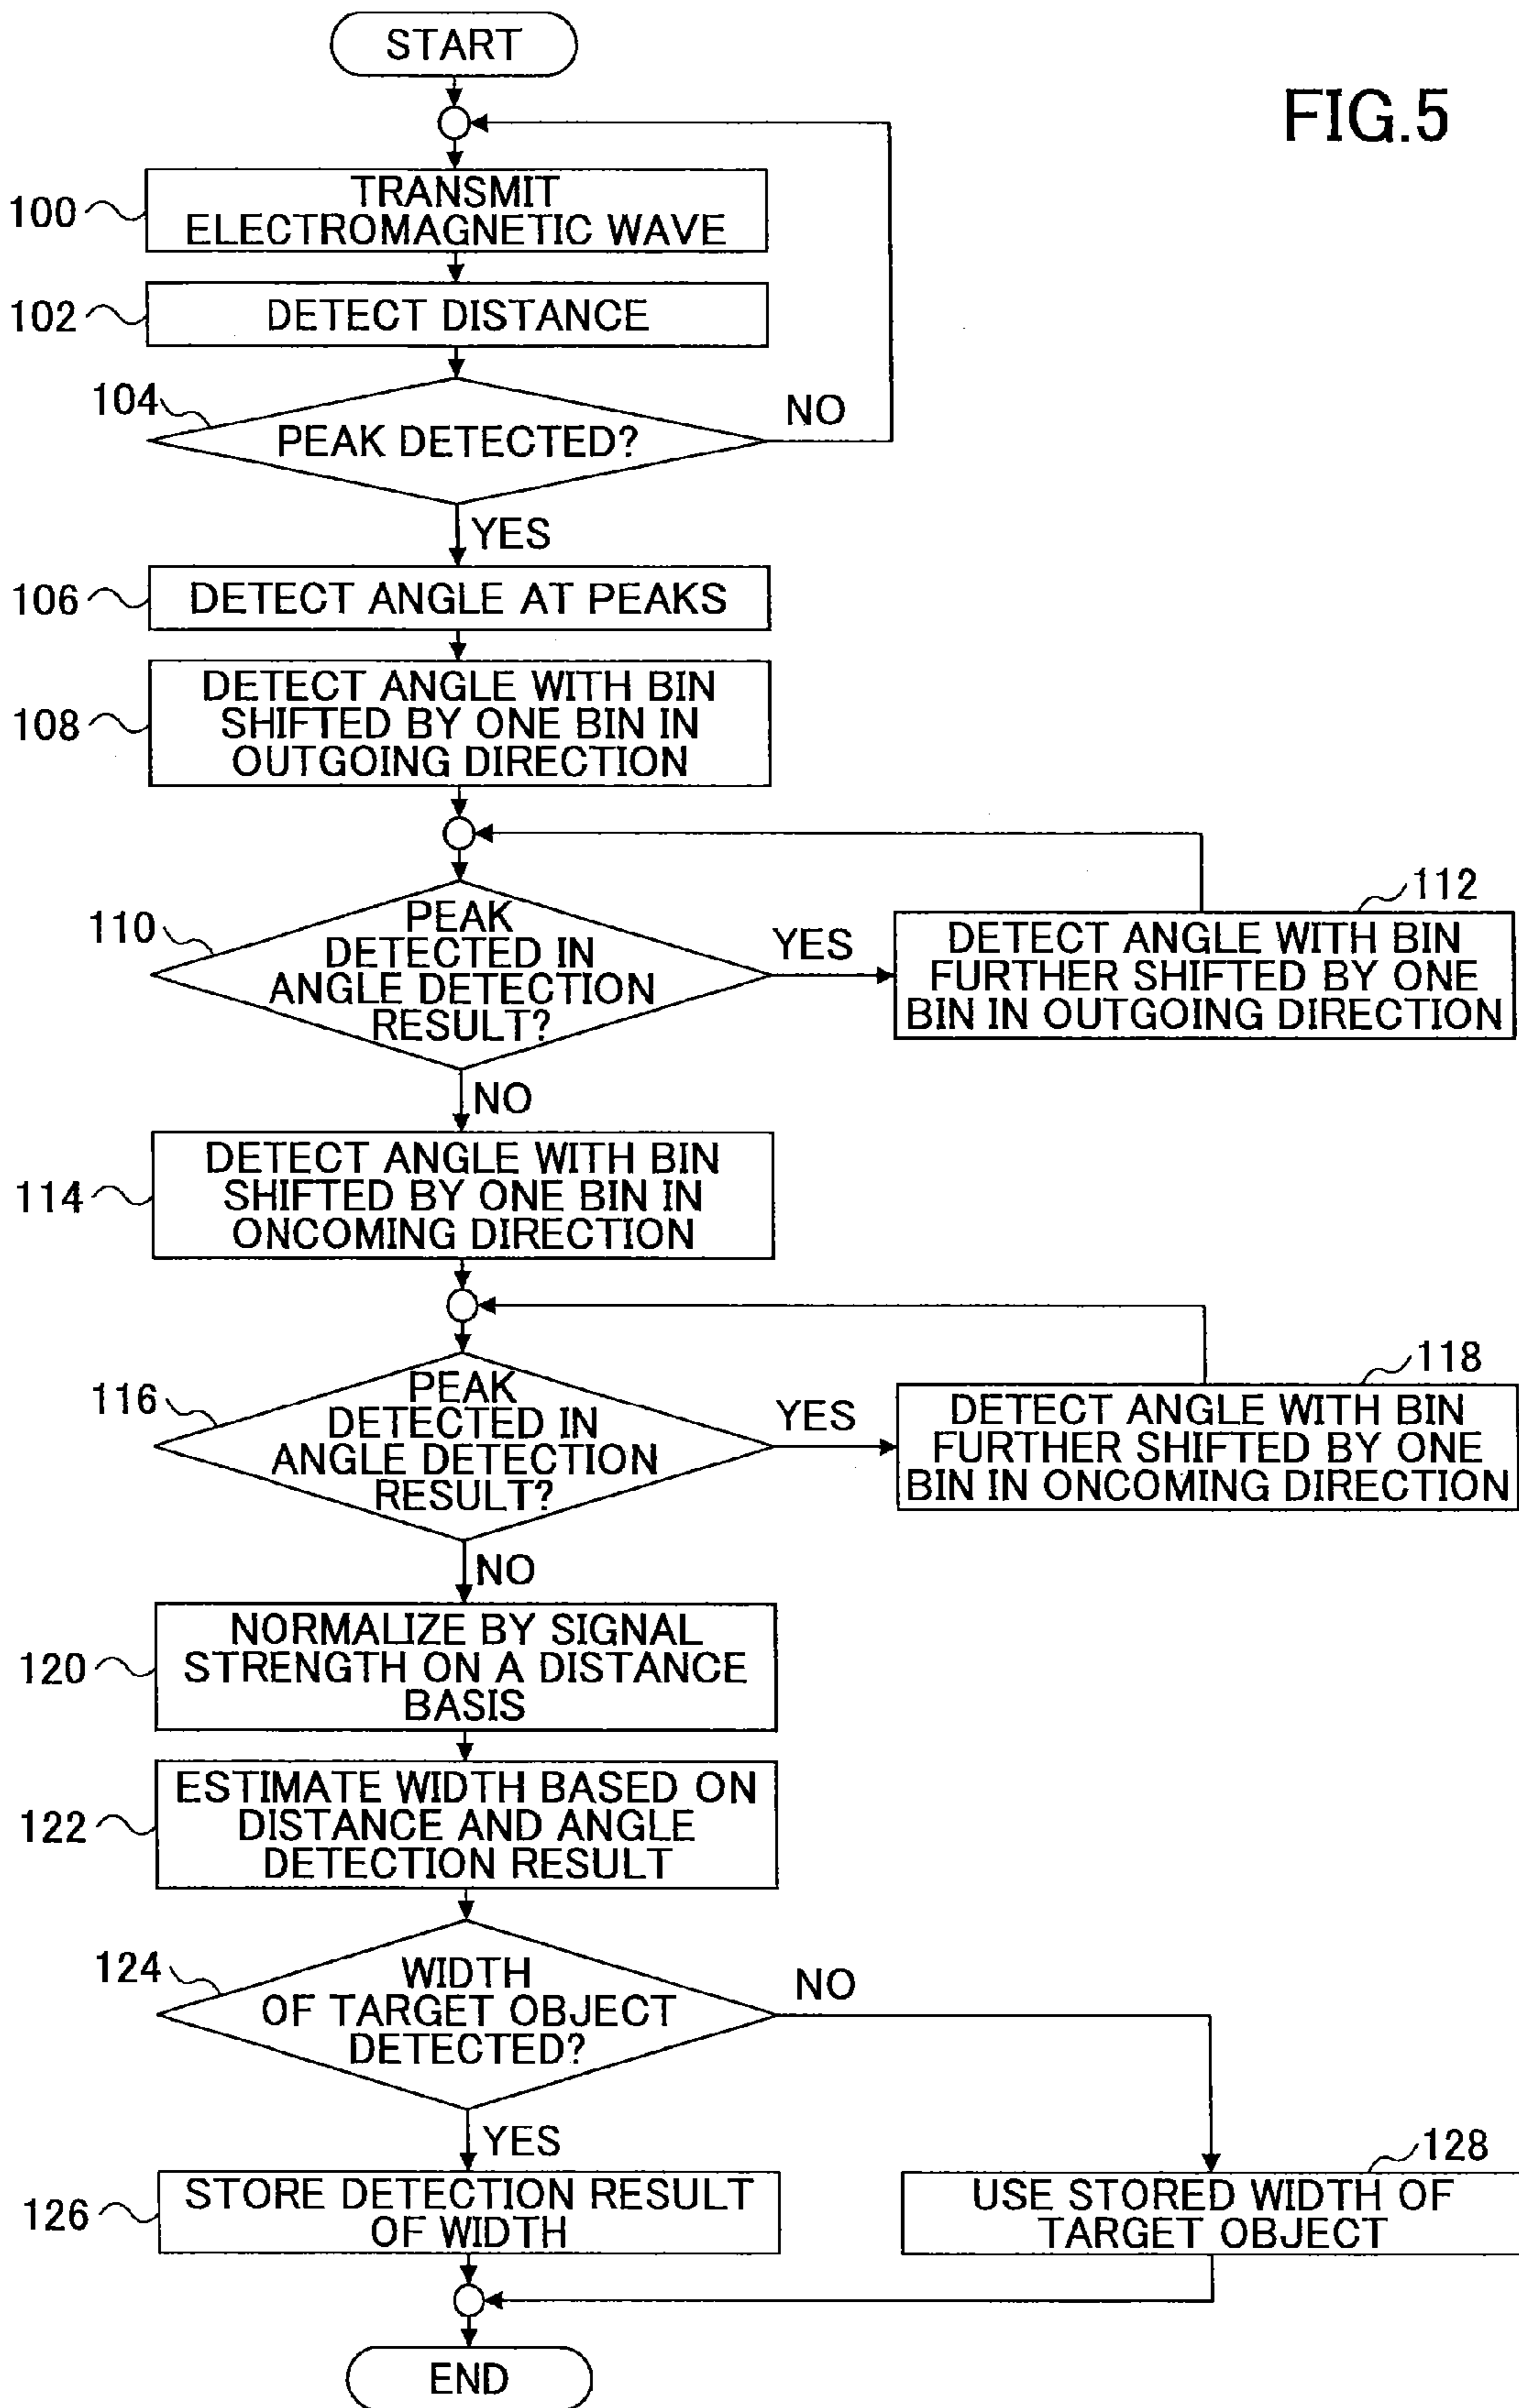 START
FIG.5
100
TRANSMIT
ELECTROMAGNETIC WAVE
102
DETECT DISTANCE
104
PEAK DETECTED?
NO
YES
106
DETECT ANGLE AT PEAKS
108
DETECT ANGLE WITH BIN
SHIFTED BY ONE BIN IN
OUTGOING DIRECTION
110
PEAK
DETECTED IN
ANGLE DETECTION
RESULT?
YES
112
DETECT ANGLE WITH BIN
FURTHER SHIFTED BY ONE
BIN IN OUTGOING DIRECTION
NO
114
DETECT ANGLE WITH BIN
SHIFTED BY ONE BIN IN
ONCOMING DIRECTION
116
PEAK
DETECTED IN
ANGLE DETECTION
RESULT?
YES
118
DETECT ANGLE WITH BIN
FURTHER SHIFTED BY ONE
BIN IN ONCOMING DIRECTION
NO
120
NORMALIZE BY SIGNAL
STRENGTH ON A DISTANCE
BASIS
122
ESTIMATE WIDTH BASED ON
DISTANCE AND ANGLE
DETECTION RESULT
124
WIDTH
OF TARGET OBJECT
DETECTED?
NO
YES
126
STORE DETECTION RESULT
OF WIDTH
128
USE STORED WIDTH OF
TARGET OBJECT
END